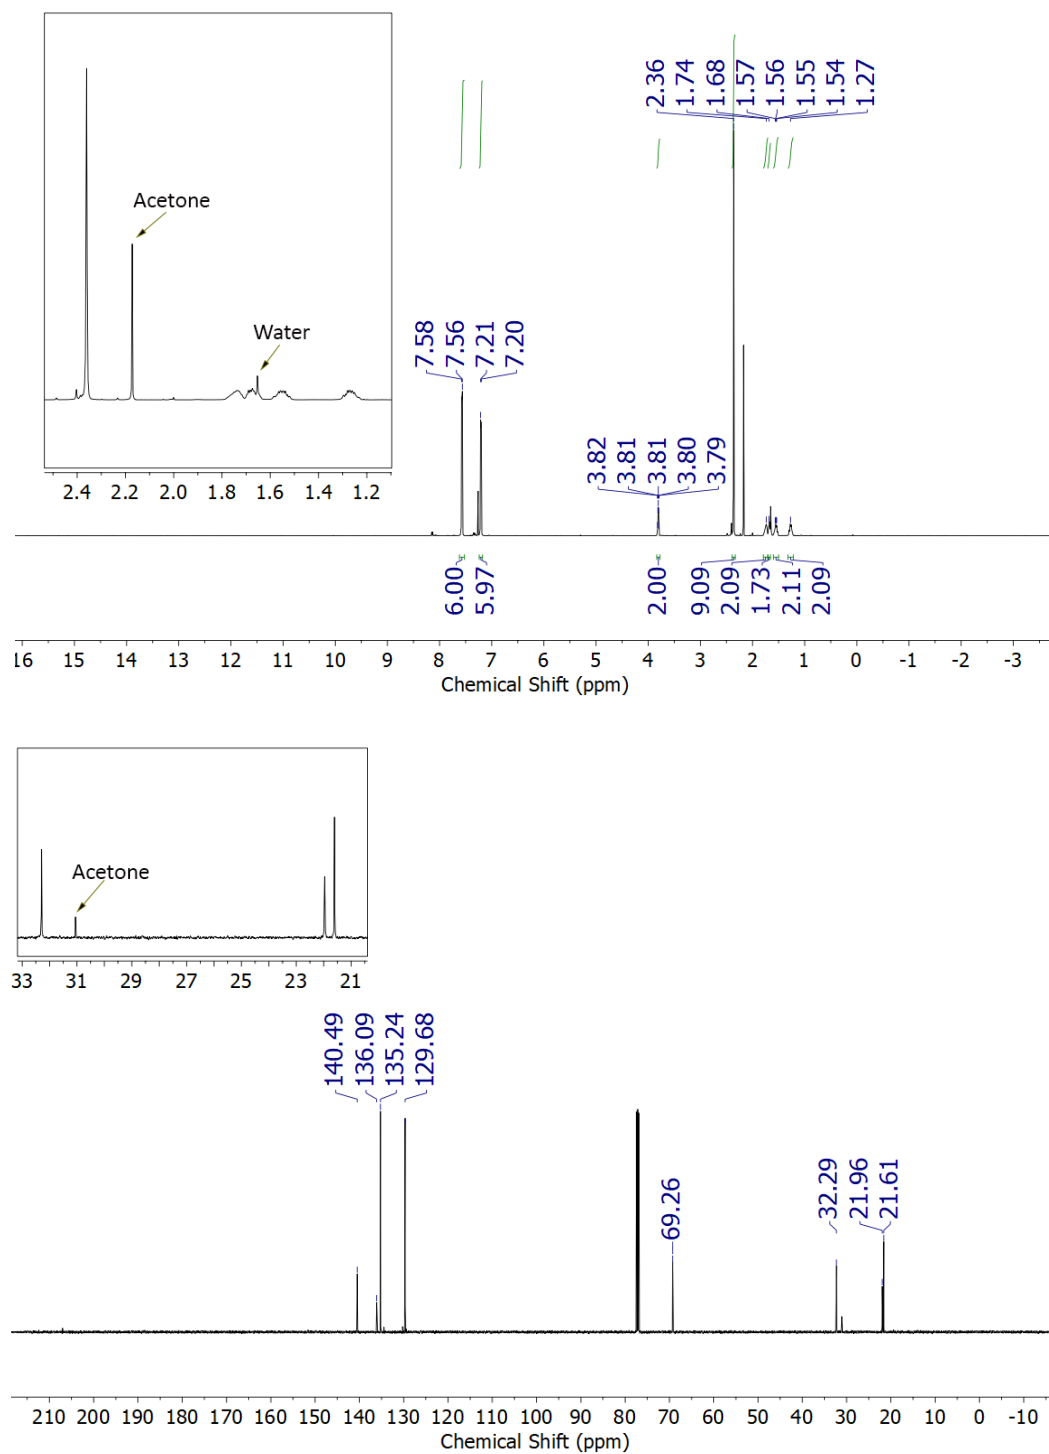 2.36 1.74 1.68 1.57 1.56 1.55 1.54 1.27
Acetone
Water
2.4 2.2 2.0 1.8 1.6 1.4 1.2
7.58 7.56 7.21 7.20
3.82 3.81 3.81 3.80 3.79
6.00 5.97 2.00 9.09 2.09 1.73 2.11 2.09
16 15 14 13 12 11 10 9 8 7 6 5 4 3 2 1 0 -1 -2 -3
Chemical Shift (ppm)
Acetone
33 31 29 27 25 23 21
140.49 136.09 135.24 129.68
69.26
32.29 21.96 21.61
210 200 190 180 170 160 150 140 130 120 110 100 90 80 70 60 50 40 30 20 10 0 -10
Chemical Shift (ppm)